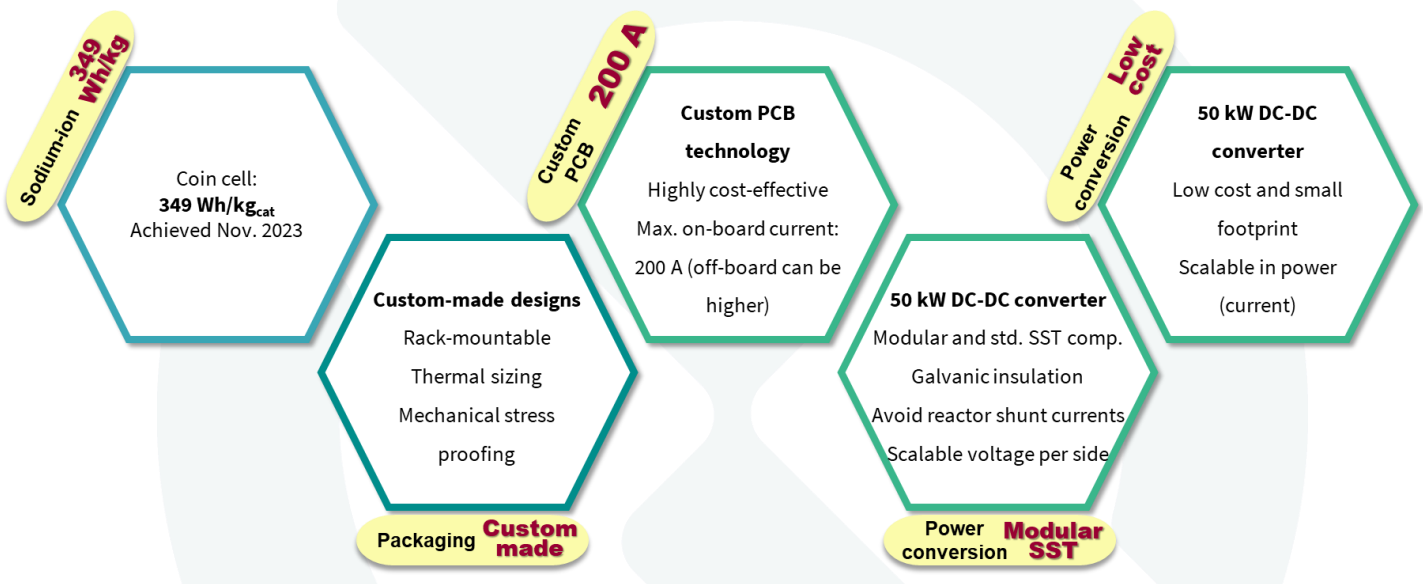 Sodium-ion
349
Wh/kg
Coin cell:
349 Wh/kgcat
Achieved Nov. 2023
Custom-made designs
Rack-mountable
Thermal sizing
Mechanical stress
proofing
Packaging
Custom
made
Custom
PCB
200 A
Custom PCB
technology
Highly cost-effective
Max. on-board current:
200 A (off-board can be
higher)
50 kW DC-DC converter
Modular and std. SST comp.
Galvanic insulation
Avoid reactor shunt currents
Scalable voltage per side
Power
conversion
Modular
SST
Power
conversion
Low
cost
50 kW DC-DC
converter
Low cost and small
footprint
Scalable in power
(current)